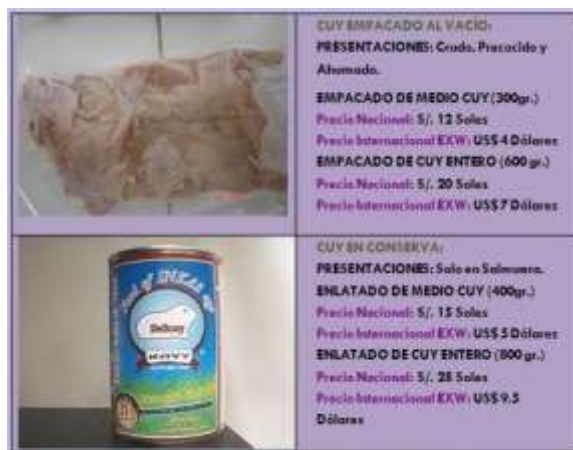 CUY EMPACADO AL VACÍO:
PRESENTACIONES: Crudo, Precocido y
Ahumado.
EMPACADO DE MEDIO CUY (300gr.)
Precio Nacional: S/. 12 Soles
Precio Internacional EXW: US$ 4 Dólares
EMPACADO DE CUY ENTERO (600 gr.)
Precio Nacional: S/. 20 Soles
Precio Internacional EXW: US$ 7 Dólares
food of INKAS
Delicuy
CUY EN CONSERVA:
PRESENTACIONES: Solo en Salmuera.
ENLATADO DE MEDIO CUY (400gr.)
Precio Nacional: S/. 15 Soles
Precio Internacional EXW: US$ 5 Dólares
ENLATADO DE CUY ENTERO (800 gr.)
Precio Nacional: S/. 28 Soles
Precio Internacional EXW: US$ 9.5
Dólares